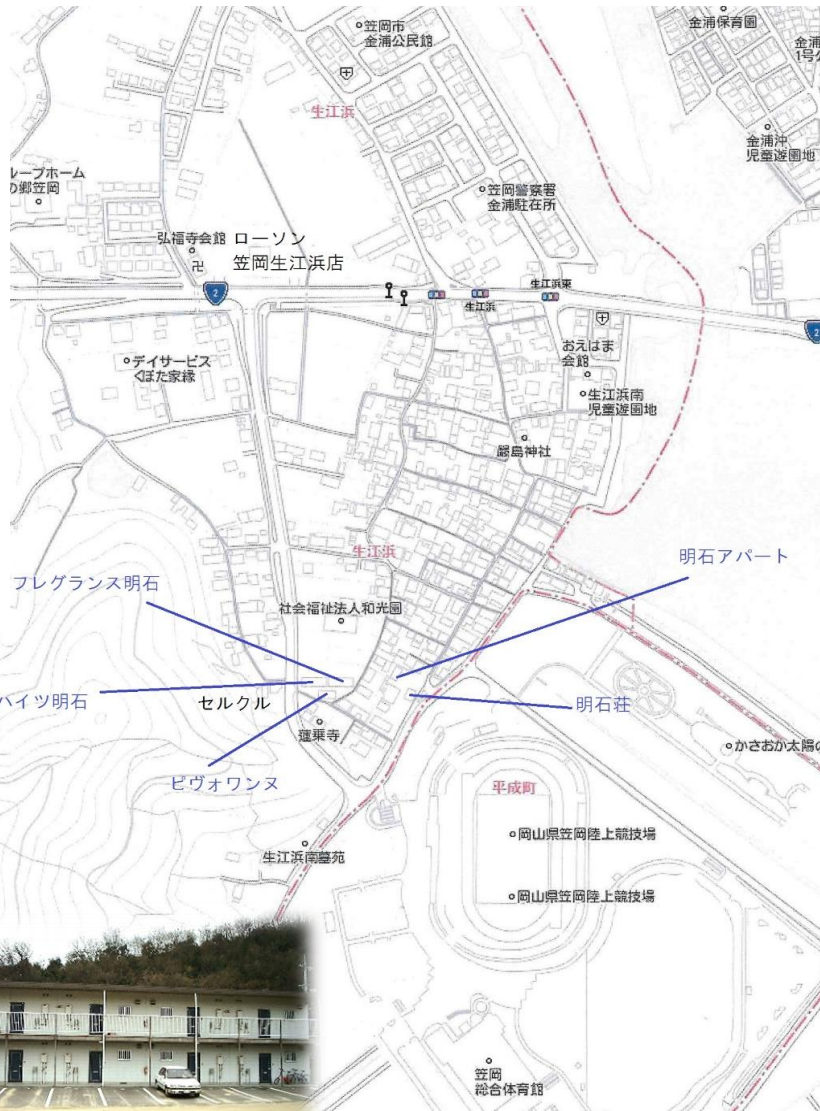 笠岡市
金浦公民館
金浦保育園
金浦
1号公
生江浜
金浦沖
児童遊園地
ループホーム
の郷笠岡
笠岡警察署
金浦駐在所
弘福寺会館
ローソン
笠岡生江浜店
2
生江浜
生江浜東
2
デイサービス
くぼた家縁
おえはま
会館
生江浜南
児童遊園地
嚴島神社
生江浜
明石アパート
フレグランス明石
社会福祉法人和光園
ハイツ明石
セルクル
明石荘
蓮乗寺
かさおか太陽の
ピヴォワンヌ
平成町
岡山県笠岡陸上競技場
生江浜南墓苑
岡山県笠岡陸上競技場
笠岡
総合体育館